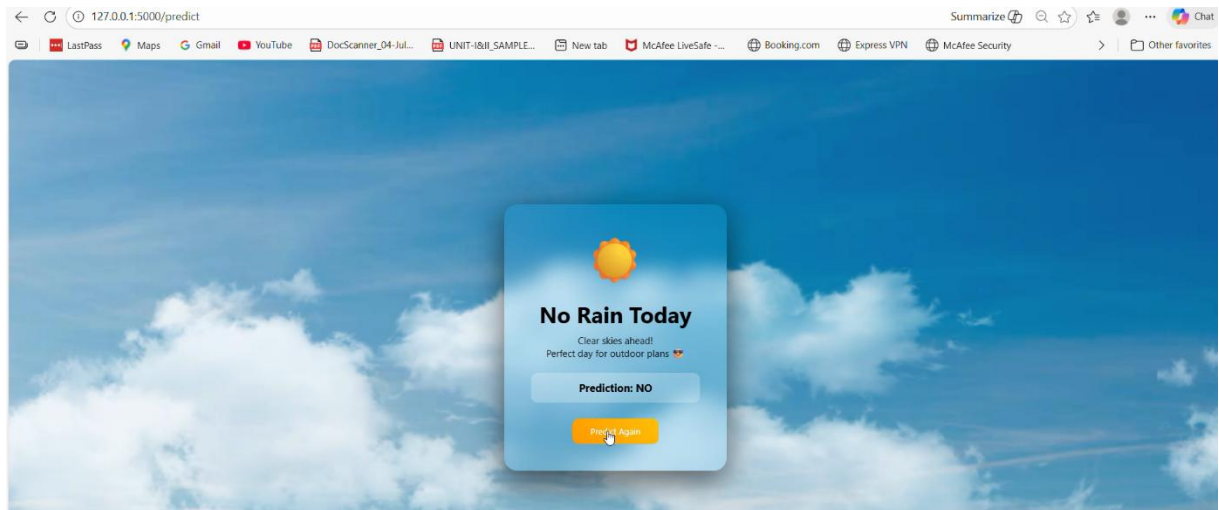 127.0.0.1:5000/predict
Summarize
Chat
LastPass
Maps
Gmail
YouTube
DocScanner_04-Jul...
UNIT-I&II_SAMPLE...
New tab
McAfee LiveSafe -...
Booking.com
Express VPN
McAfee Security
Other favorites
No Rain Today
Clear skies ahead!
Perfect day for outdoor plans 😎
Prediction: NO
Predict Again